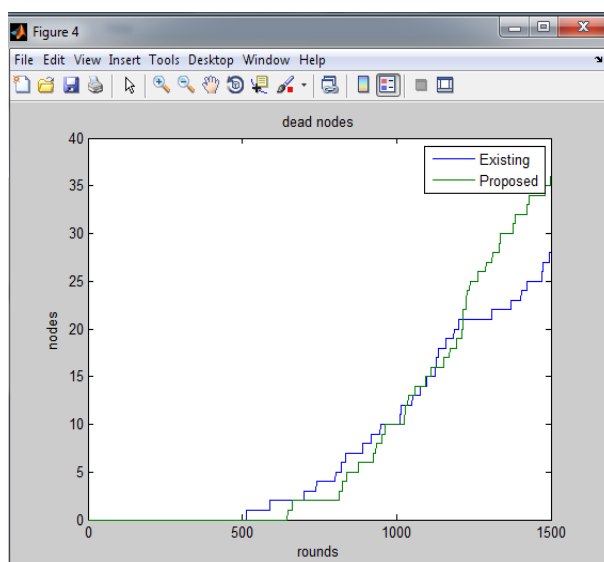 Figure 4
File Edit View Insert Tools Desktop Window Help
dead nodes
40
35
30
25
20
15
10
5
0
nodes
Existing
Proposed
0 500 1000 1500
rounds